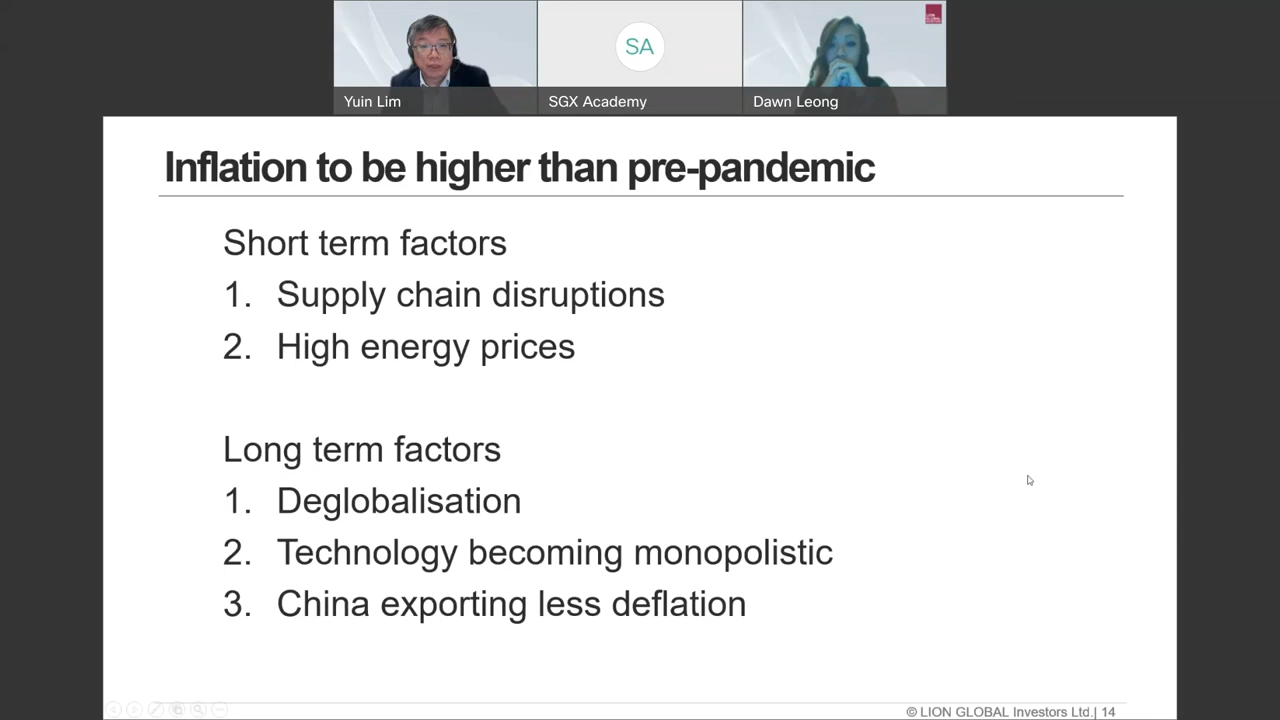 SA
LION
GLOBAL
Yuin Lim
SGX Academy
Dawn Leong
Inflation to be higher than pre-pandemic
Short term factors
1. Supply chain disruptions
2. High energy prices
Long term factors
1. Deglobalisation
2. Technology becoming monopolistic
3. China exporting less deflation
© LION GLOBAL Investors Ltd.| 14